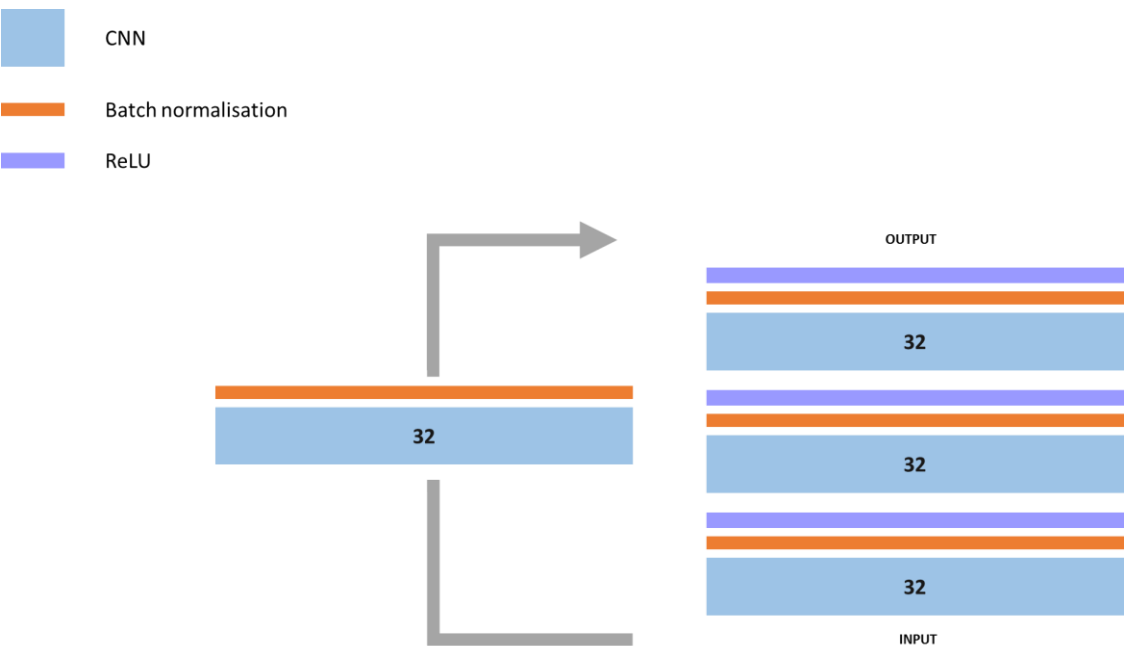 CNN
Batch normalisation
ReLU
OUTPUT
32
32
32
32
INPUT